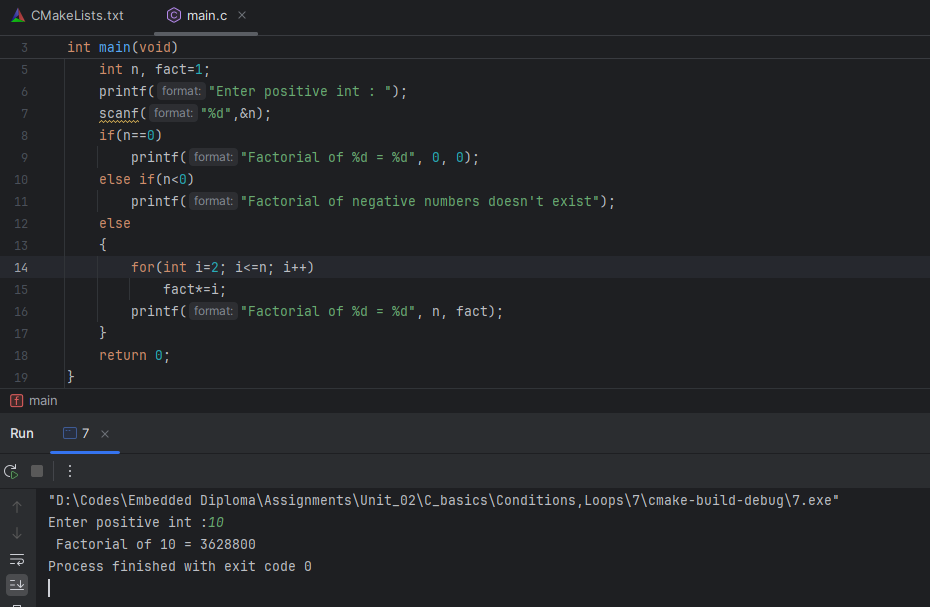 CMakeLists.txt
main.c
3 int main(void)
5 int n, fact=1;
6 printf( format: "Enter positive int : ");
7 scanf( format: "%d",&n);
8 if(n==0)
9 printf( format: "Factorial of %d = %d", 0, 0);
10 else if(n<0)
11 printf( format: "Factorial of negative numbers doesn't exist");
12 else
13 {
14 for(int i=2; i<=n; i++)
15 fact*=i;
16 printf( format: "Factorial of %d = %d", n, fact);
17 }
18 return 0;
19 }
f main
Run 7
"D:\Codes\Embedded Diploma\Assignments\Unit_02\C_basics\Conditions,Loops\7\cmake-build-debug\7.exe"
Enter positive int :10
Factorial of 10 = 3628800
Process finished with exit code 0